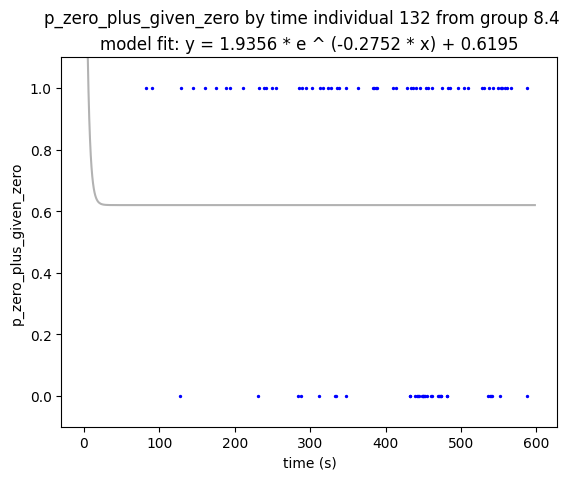 p_zero_plus_given_zero by time individual 132 from group 8.4
model fit: y = 1.9356 * e ^ (-0.2752 * x) + 0.6195
1.0
0.8
0.6
0.4
0.2
0.0
p_zero_plus_given_zero
0 100 200 300 400 500 600
time (s)